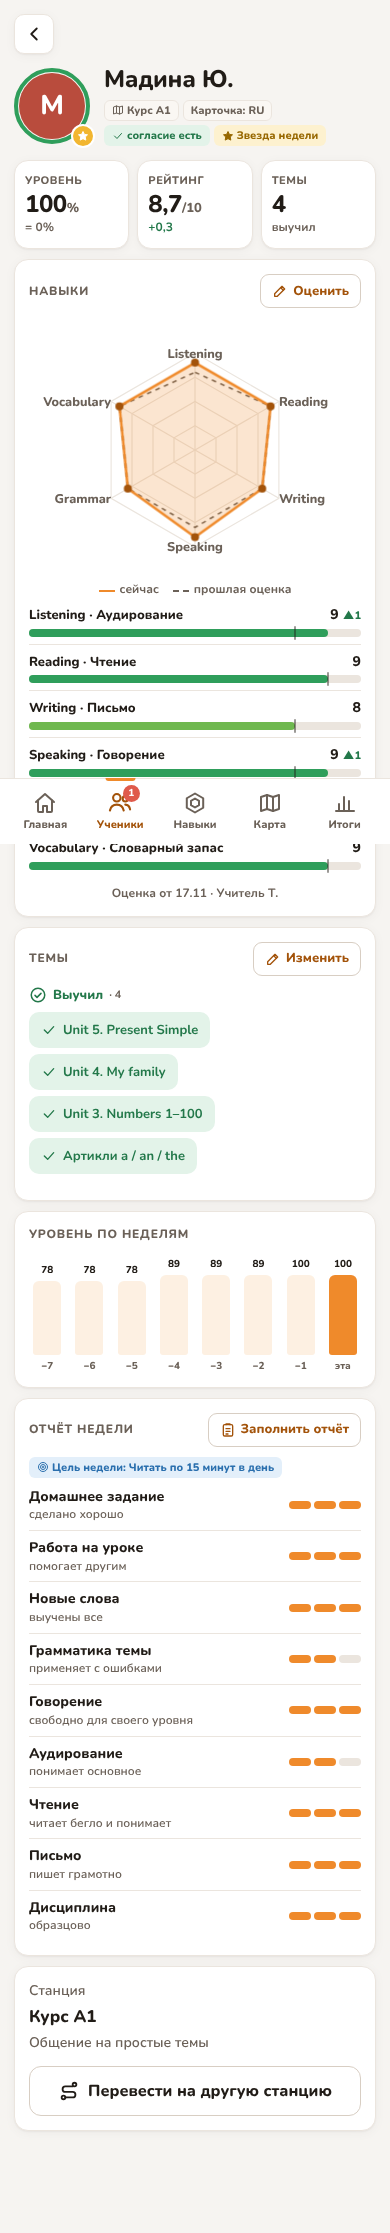 М
Мадина Ю.
Курс A1
Карточка: RU
согласие есть
Звезда недели
УРОВЕНЬ
100%
= 0%
РЕЙТИНГ
8,7/10
+0,3
ТЕМЫ
4
выучил
НАВЫКИ
Оценить
Listening
Vocabulary
Reading
Grammar
Writing
Speaking
сейчас
прошлая оценка
Listening · Аудирование
9 ▲1
Reading · Чтение
9
Writing · Письмо
8
Speaking · Говорение
9 ▲1
1
Главная
Ученики
Навыки
Карта
Итоги
Vocabulary · Словарный запас
9
Оценка от 17.11 · Учитель Т.
ТЕМЫ
Изменить
Выучил · 4
Unit 5. Present Simple
Unit 4. My family
Unit 3. Numbers 1–100
Артикли a / an / the
УРОВЕНЬ ПО НЕДЕЛЯМ
78 78 78 89 89 89 100 100
−7 −6 −5 −4 −3 −2 −1 эта
ОТЧЁТ НЕДЕЛИ
Заполнить отчёт
Цель недели: Читать по 15 минут в день
Домашнее задание
сделано хорошо
Работа на уроке
помогает другим
Новые слова
выучены все
Грамматика темы
применяет с ошибками
Говорение
свободно для своего уровня
Аудирование
понимает основное
Чтение
читает бегло и понимает
Письмо
пишет грамотно
Дисциплина
образцово
Станция
Курс A1
Общение на простые темы
Перевести на другую станцию